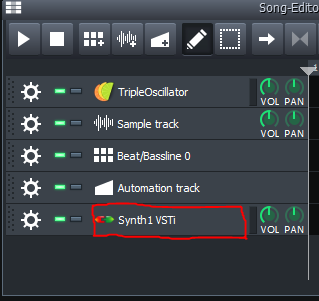 Song-Edito
TripleOscillator
VOL PAN
Sample track
VOL PAN
Beat/Bassline 0
Automation track
Synth1 VSTi
VOL PAN